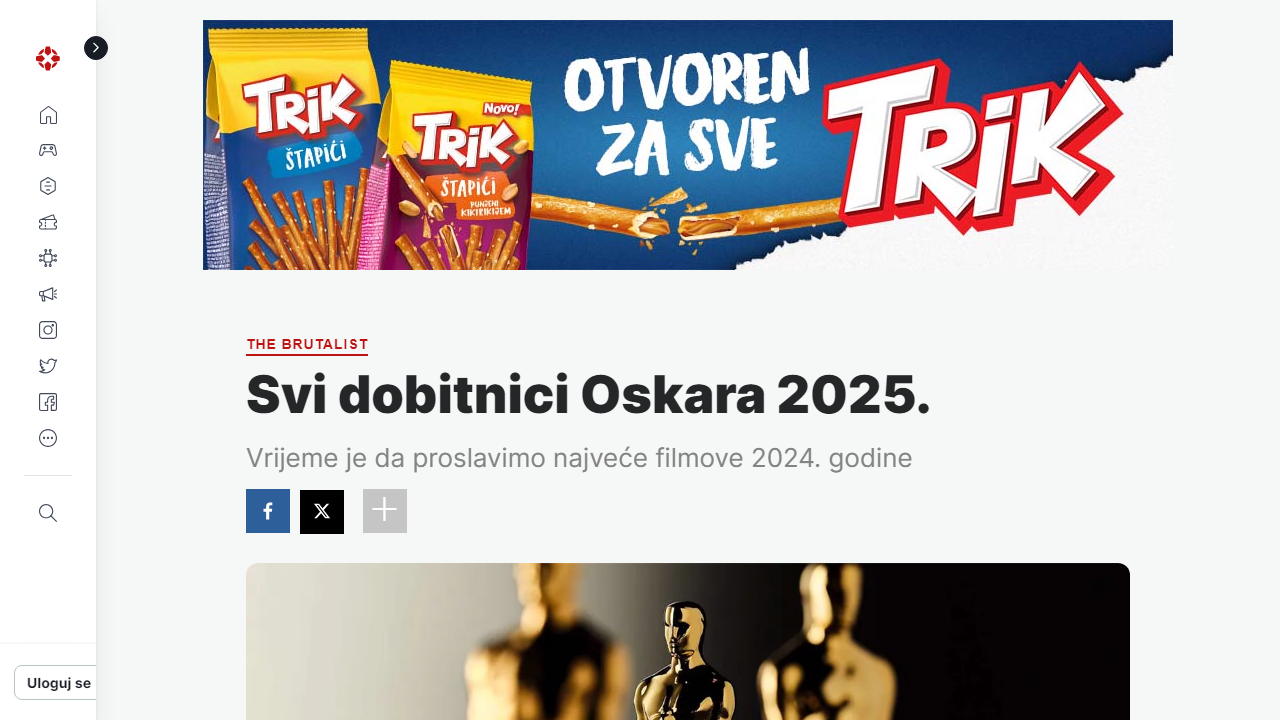 OTVOREN
ZA SVE
TRIK
TRIK
ŠTAPIĆI
Novo!
TRIK
ŠTAPIĆI
PUNJENI
KIKIRIKIJEM
THE BRUTALIST
Svi dobitnici Oskara 2025.
Vrijeme je da proslavimo najveće filmove 2024. godine
Uloguj se